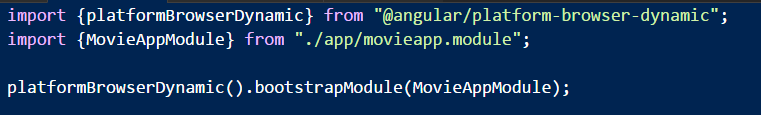 import {platformBrowserDynamic} from "@angular/platform-browser-dynamic";
import {MovieAppModule} from "./app/movieapp.module";
platformBrowserDynamic().bootstrapModule(MovieAppModule);